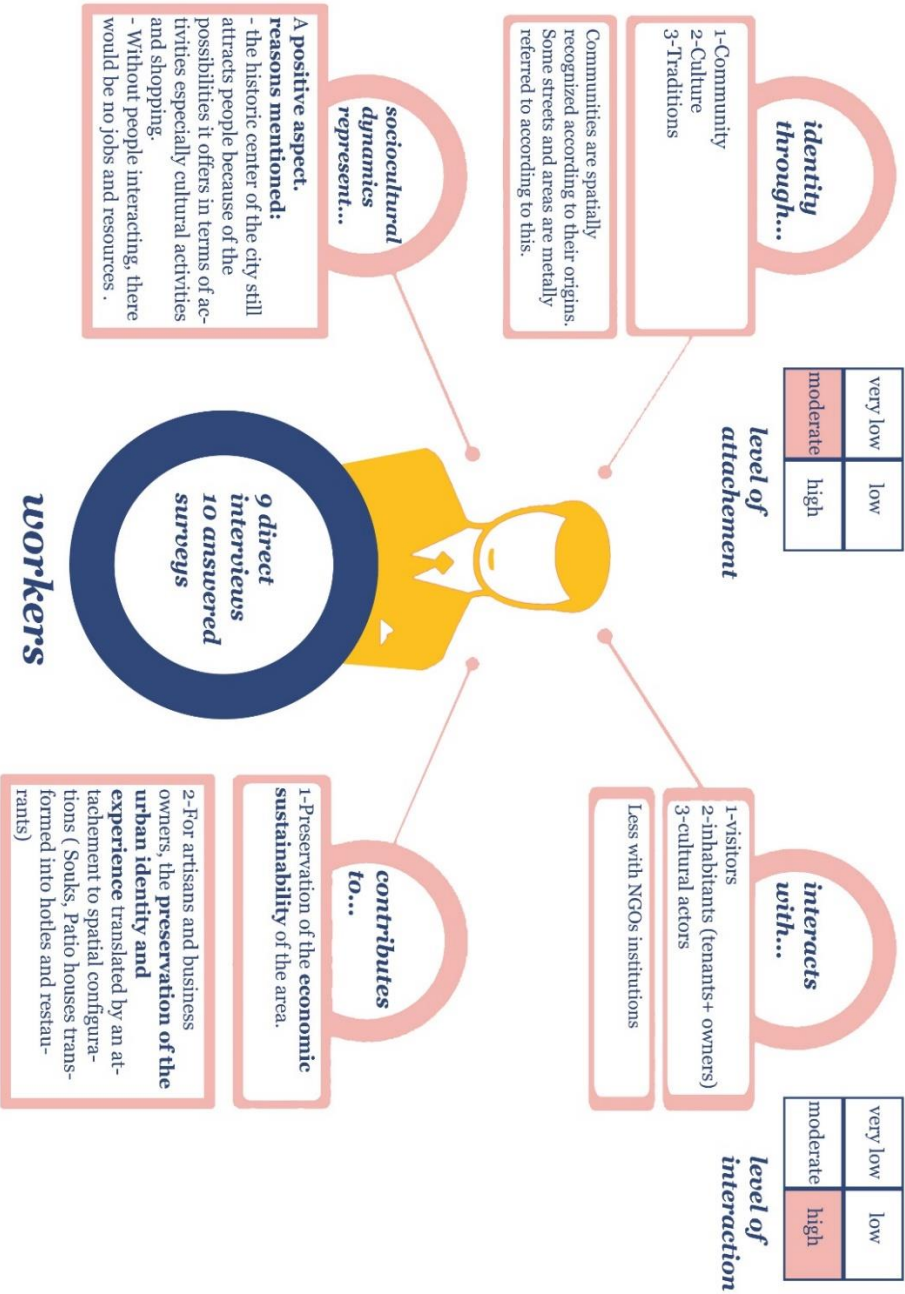 identity
through...
1-Community
2-Culture
3-Traditions
Communities are spatially
recognized according to their origins.
Some streets and areas are metally
referred to according to this.
very low
low
moderate
high
level of
attachement
interacts
with...
1-visitors
2-inhabitants (tenants+ owners)
3-cultural actors
Less with NGOs institutions
very low
low
moderate
high
level of
interaction
sociocultural
dynamics
represent...
A positive aspect.
reasons mentioned:
- the historic center of the city still
attracts people because of the
possibilities it offers in terms of ac-
tivities especially cultural activities
and shopping.
- Without people interacting, there
would be no jobs and resources .
9 direct
interviews
10 answered
surveys
workers
contributes
to...
1-Preservation of the economic
sustainability of the area.
2-For artisans and business
owners, the preservation of the
urban identity and
experience translated by an at-
tachement to spatial configura-
tions ( Souks, Patio houses trans-
formed into hotles and restau-
rants)